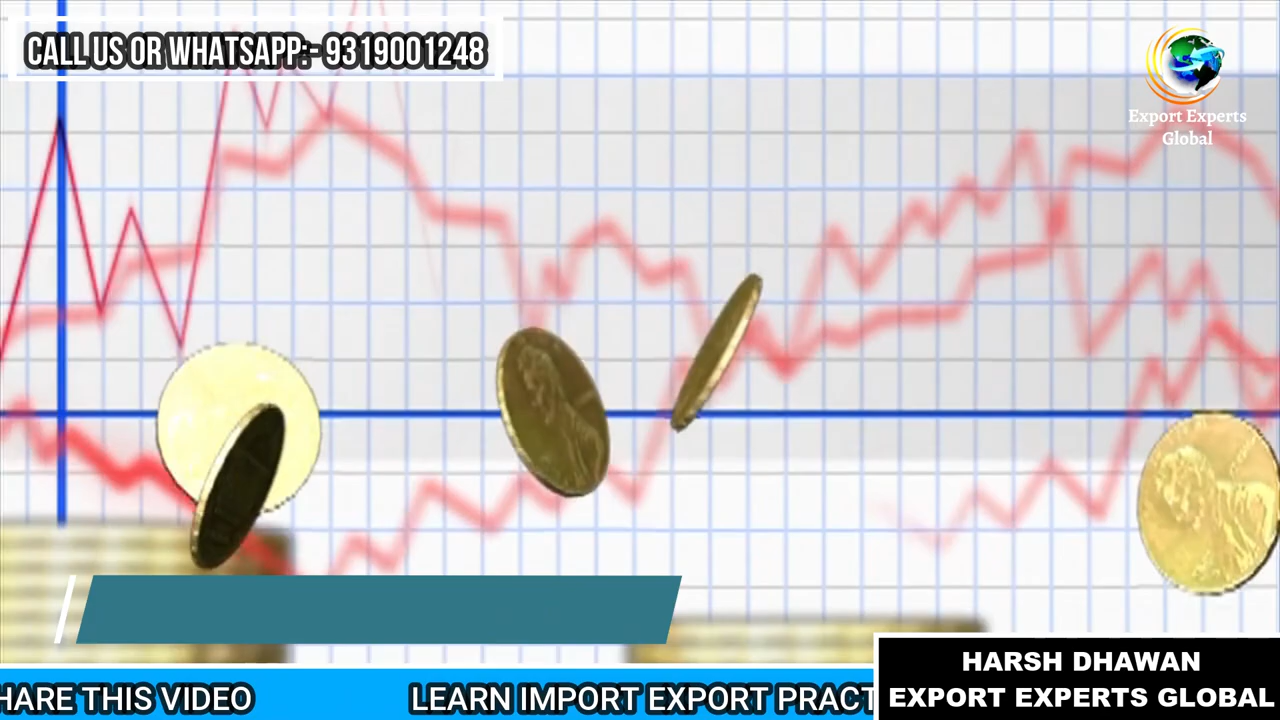 CALL US OR WHATSAPP:- 9319001248
Export Experts
Global
HARSH DHAWAN
EXPORT EXPERTS GLOBAL
HARE THIS VIDEO
LEARN IMPORT EXPORT PRACT